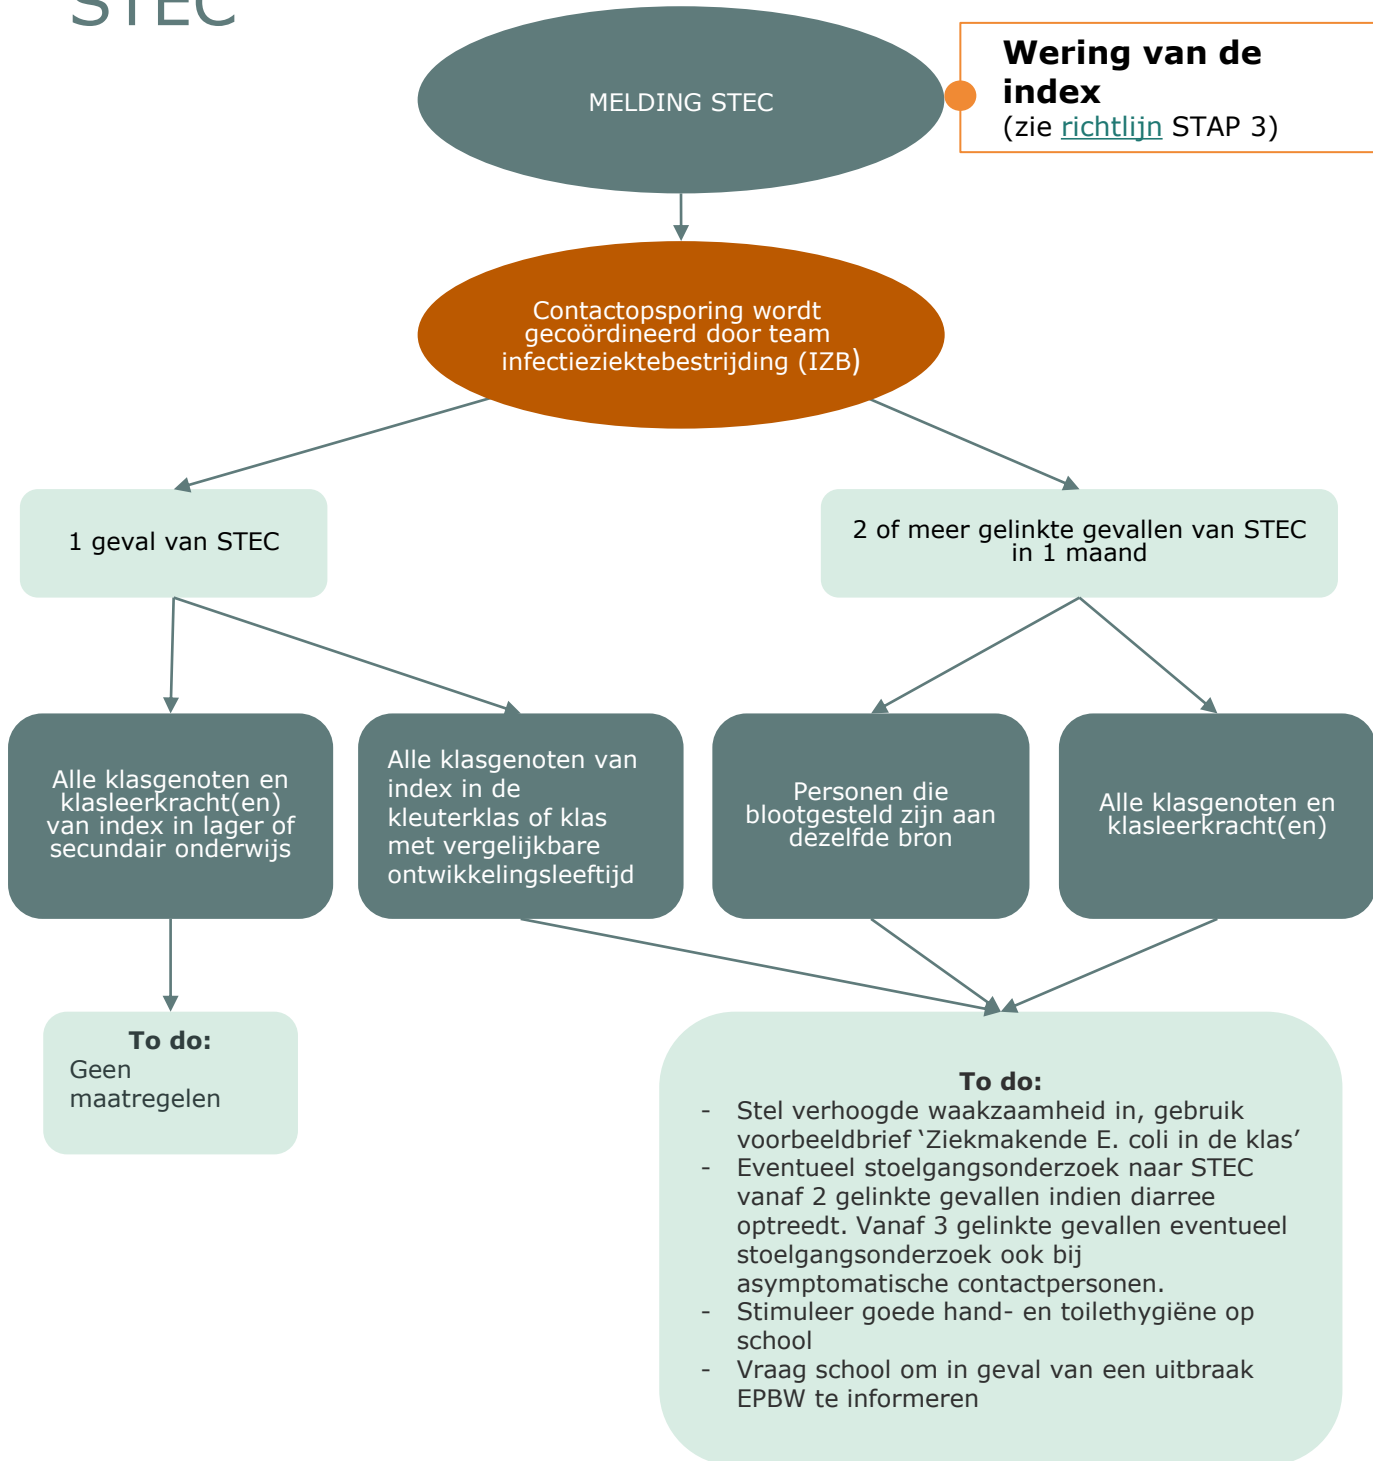 STEC
MELDING STEC
Wering van de
index
(zie richtlijn STAP 3)
Contactopsporing wordt
gecoördineerd door team
infectieziektebestrijding (IZB)
1 geval van STEC
2 of meer gelinkte gevallen van STEC
in 1 maand
Alle klasgenoten en
klasleerkracht(en)
van index in lager of
secundair onderwijs
Alle klasgenoten van
index in de
kleuterklas of klas
met vergelijkbare
ontwikkelingsleeftijd
Personen die
blootgesteld zijn aan
dezelfde bron
Alle klasgenoten en
klasleerkracht(en)
To do:
Geen
maatregelen
To do:
- Stel verhoogde waakzaamheid in, gebruik
voorbeeldbrief ‘Ziekmakende E. coli in de klas’
- Eventueel stoelgangsonderzoek naar STEC
vanaf 2 gelinkte gevallen indien diarree
optreedt. Vanaf 3 gelinkte gevallen eventueel
stoelgangsonderzoek ook bij
asymptomatische contactpersonen.
- Stimuleer goede hand- en toilethygiëne op
school
- Vraag school om in geval van een uitbraak
EPBW te informeren